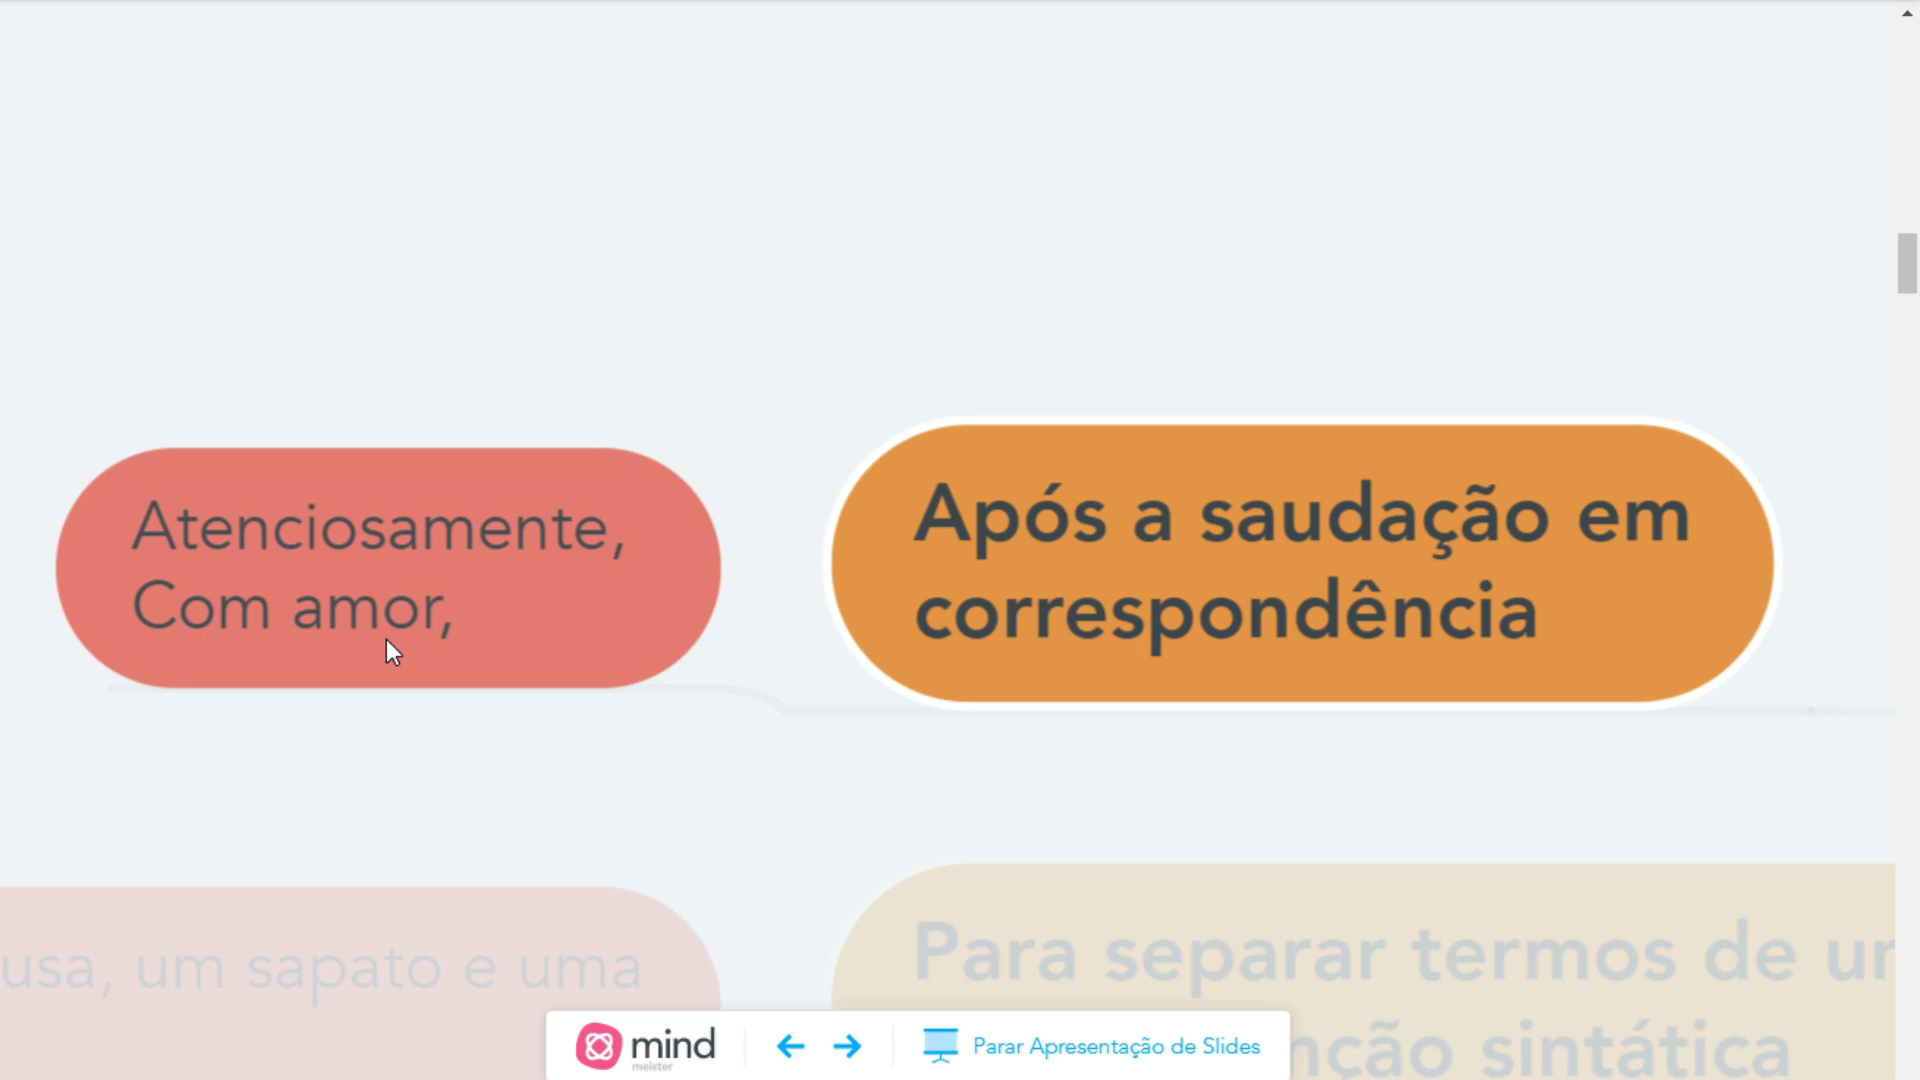 Atenciosamente,
Com amor,
Após a saudação em
correspondência
usa, um sapato e uma
Para separar termos de
sintática
mind
meister
Parar Apresentação de Slides